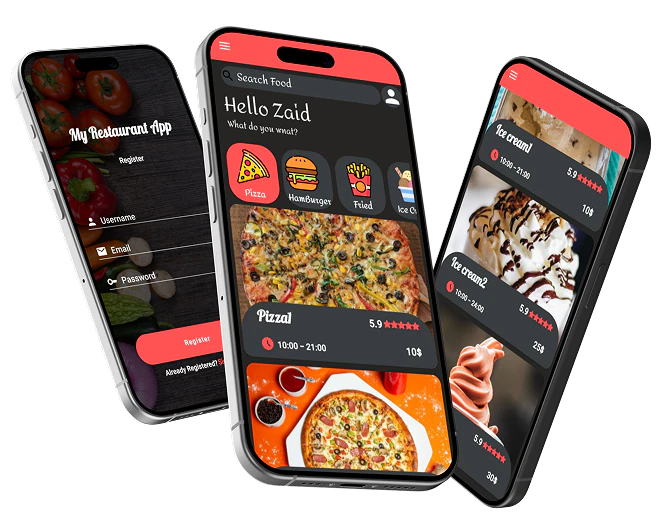 My Restaurant App
Register
Username
Email
Password
Register
Already Registered?
Search Food
Hello Zaid
What do you wnat?
Pizza
HamBurger
Fried
Ice C
Pizza1
5.9
10:00 - 21:00
10$
Ice cream1
5.9
10:00 - 21:00
10$
Ice cream2
5.9
10:00 - 24:00
25$
5.9
30$